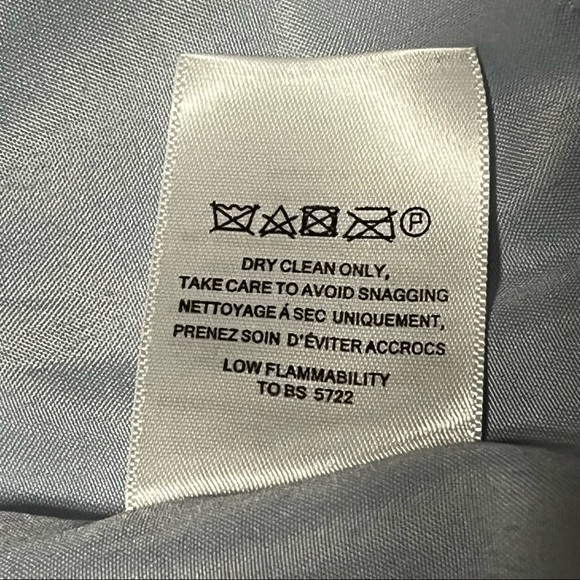 P
DRY CLEAN ONLY,
TAKE CARE TO AVOID SNAGGING
NETTOYAGE Á SEC UNIQUEMENT,
PRENEZ SOIN D'ÉVITER ACCROCS
LOW FLAMMABILITY
TO BS 5722